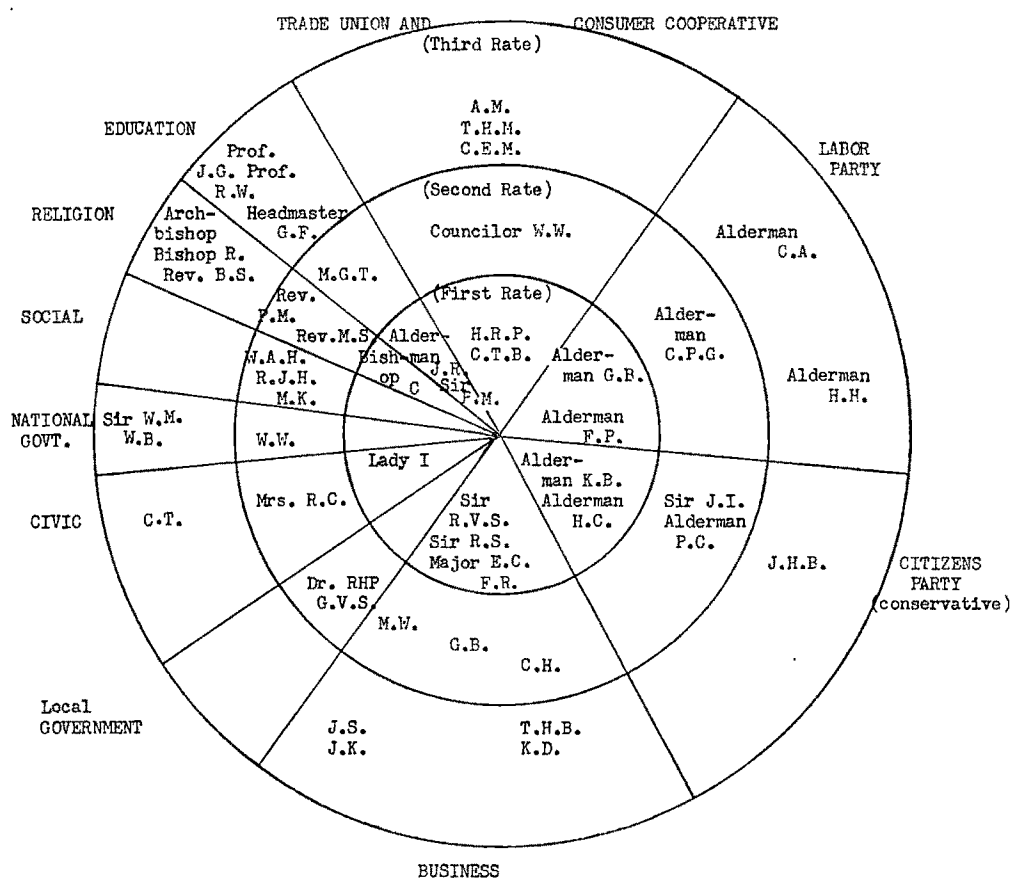 TRADE UNION AND CONSUMER COOPERATIVE
(Third Rate)
A.M.
T.H.M.
C.E.M.
(Second Rate)
Councilor W.W.
(First Rate)
H.R.P.
C.T.B.
LABOR
PARTY
Alderman
C.A.
Alderman
H.H.
Alder-
man
C.P.G.
Alder-
man G.B.
Alderman
F.P.
CITIZENS
PARTY
(conservative)
J.H.B.
Sir J.I.
Alderman
P.C.
Alder-
man K.B.
Alderman
H.C.
BUSINESS
Sir
R.V.S.
Sir R.S.
Major E.C.
F.R.
M.W.
G.B.
C.H.
J.S.
J.K.
T.H.B.
K.D.
Local
GOVERNMENT
Dr. RHP
G.V.S.
CIVIC
C.T.
Mrs. R.C.
Lady I
NATIONAL
GOVT.
Sir W.M.
W.B.
W.W.
SOCIAL
W.A.H.
R.J.H.
M.K.
RELIGION
Arch-
bishop
Bishop R.
Rev. B.S.
Rev.
P.M.
Rev.M.S.
Bish-
op C
EDUCATION
Prof.
J.G. Prof.
R.W.
Headmaster
G.F.
M.G.T.
Alder-
man
J.R.
Sir
F.M.